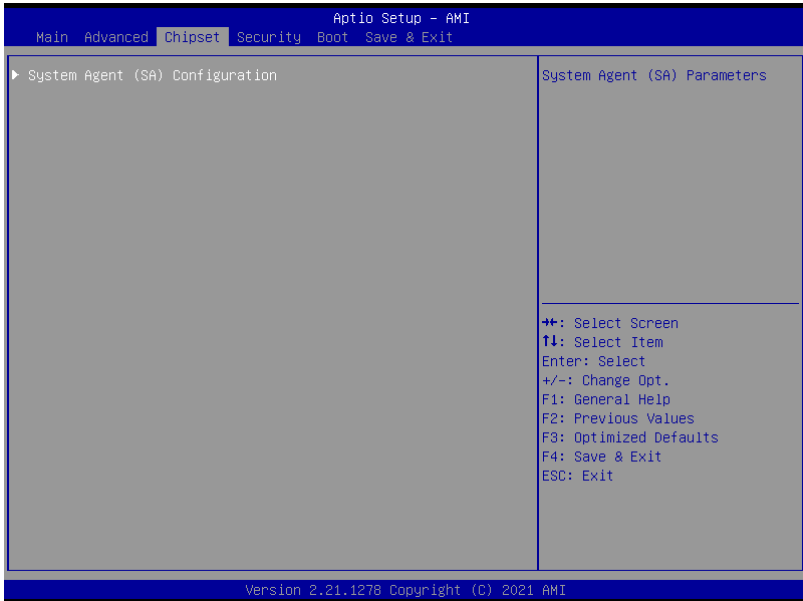 Aptio Setup – AMI
Main Advanced Chipset Security Boot Save & Exit
▶ System Agent (SA) Configuration
System Agent (SA) Parameters
→←: Select Screen
↑↓: Select Item
Enter: Select
+/-: Change Opt.
F1: General Help
F2: Previous Values
F3: Optimized Defaults
F4: Save & Exit
ESC: Exit
Version 2.21.1278 Copyright (C) 2021 AMI